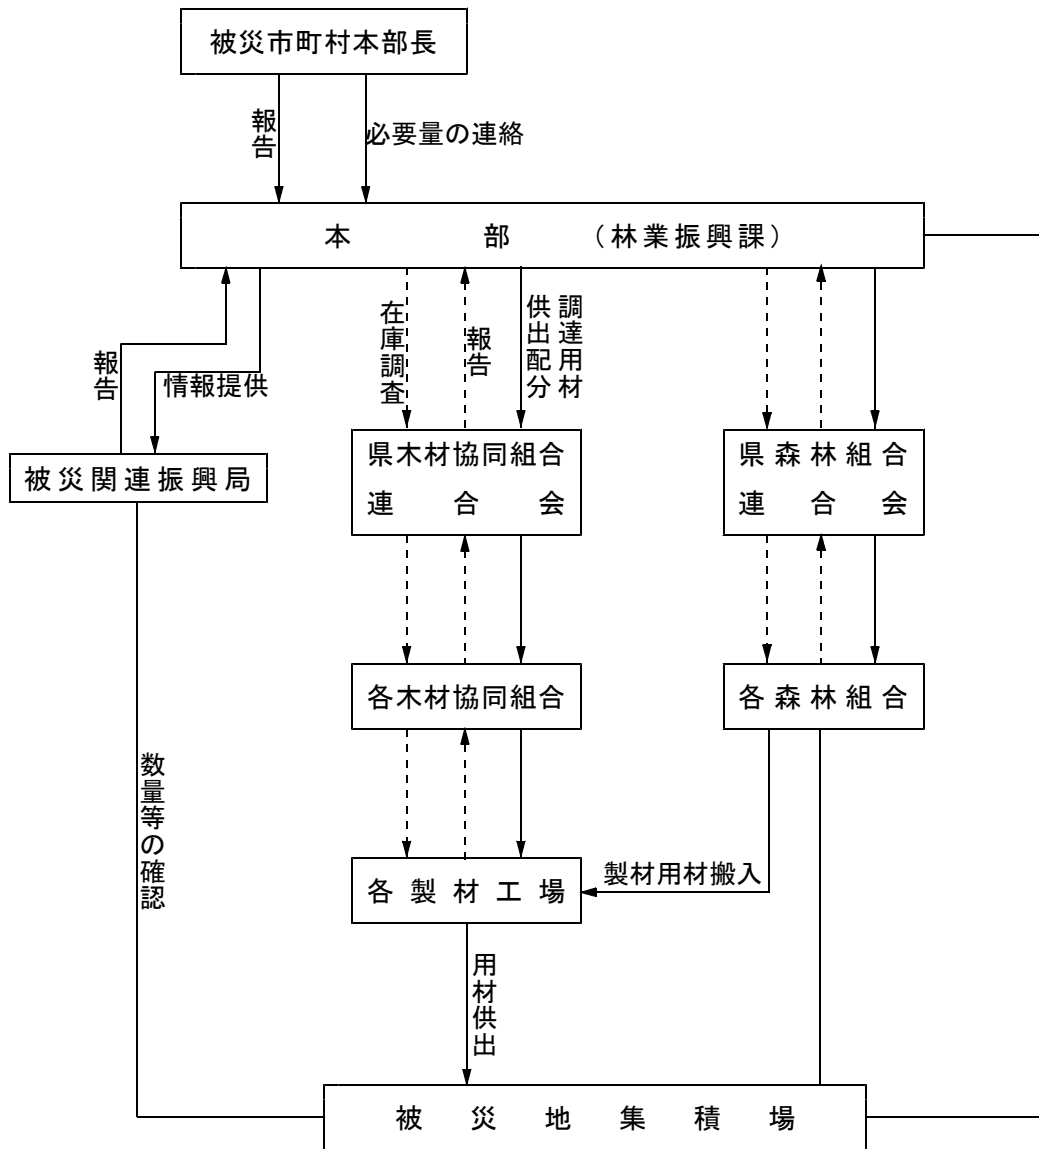 被災市町村本部長
報告
必要量の連絡
本部(林業振興課)
在庫調査
報告
調達用材
供出配分
報告
情報提供
県木材協同組合
連合会
県森林組合
連合会
被災関連振興局
各木材協同組合
各森林組合
数量等の確認
各製材工場
製材用材搬入
用材供出
被災地集積場